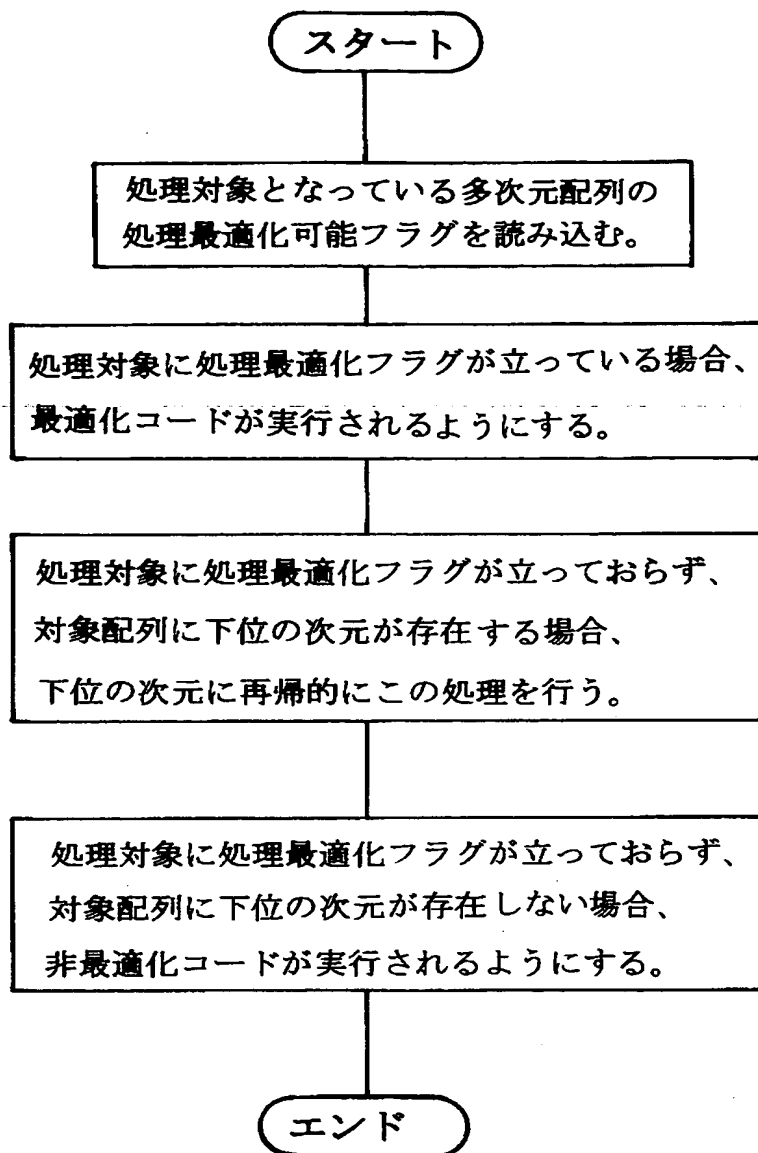 スタート
処理対象となっている多次元配列の
処理最適化可能フラグを読み込む。
処理対象に処理最適化フラグが立っている場合、
最適化コードが実行されるようにする。
処理対象に処理最適化フラグが立っておらず、
対象配列に下位の次元が存在する場合、
下位の次元に再帰的にこの処理を行う。
処理対象に処理最適化フラグが立っておらず、
対象配列に下位の次元が存在しない場合、
非最適化コードが実行されるようにする。
エンド